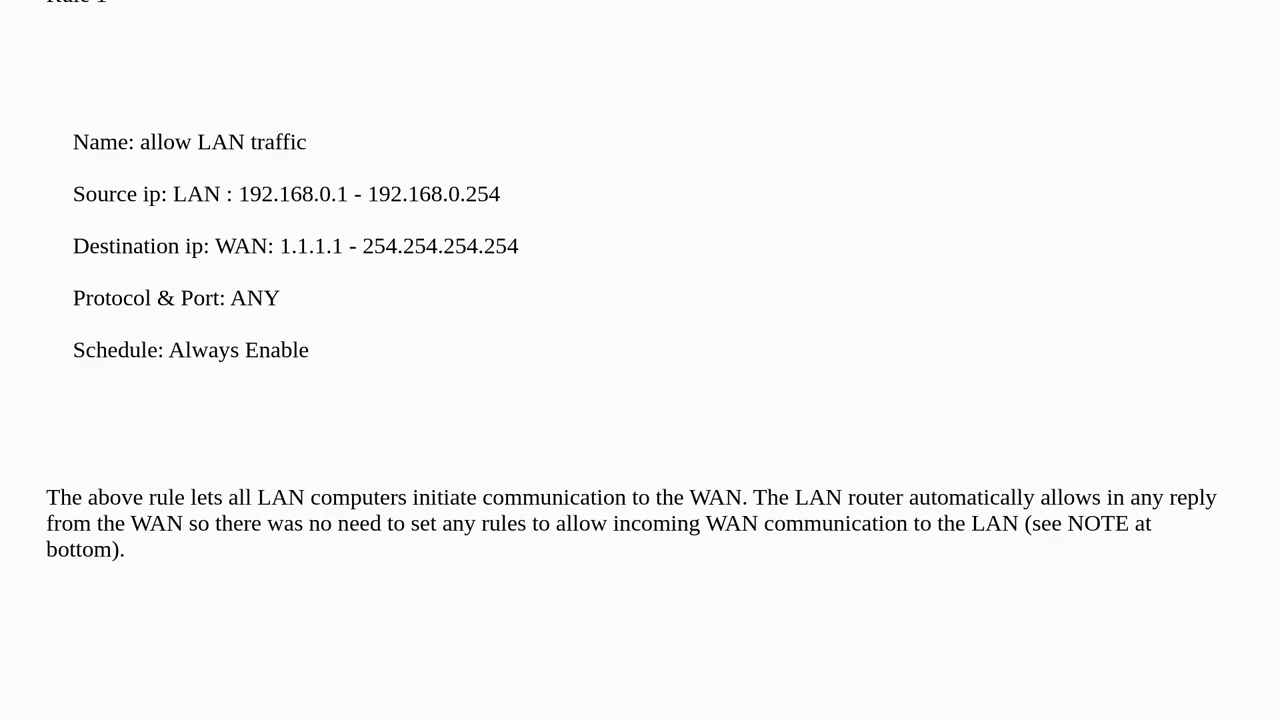 Rule 1
Name: allow LAN traffic
Source ip: LAN : 192.168.0.1 - 192.168.0.254
Destination ip: WAN: 1.1.1.1 - 254.254.254.254
Protocol & Port: ANY
Schedule: Always Enable
The above rule lets all LAN computers initiate communication to the WAN. The LAN router automatically allows in any reply
from the WAN so there was no need to set any rules to allow incoming WAN communication to the LAN (see NOTE at
bottom).